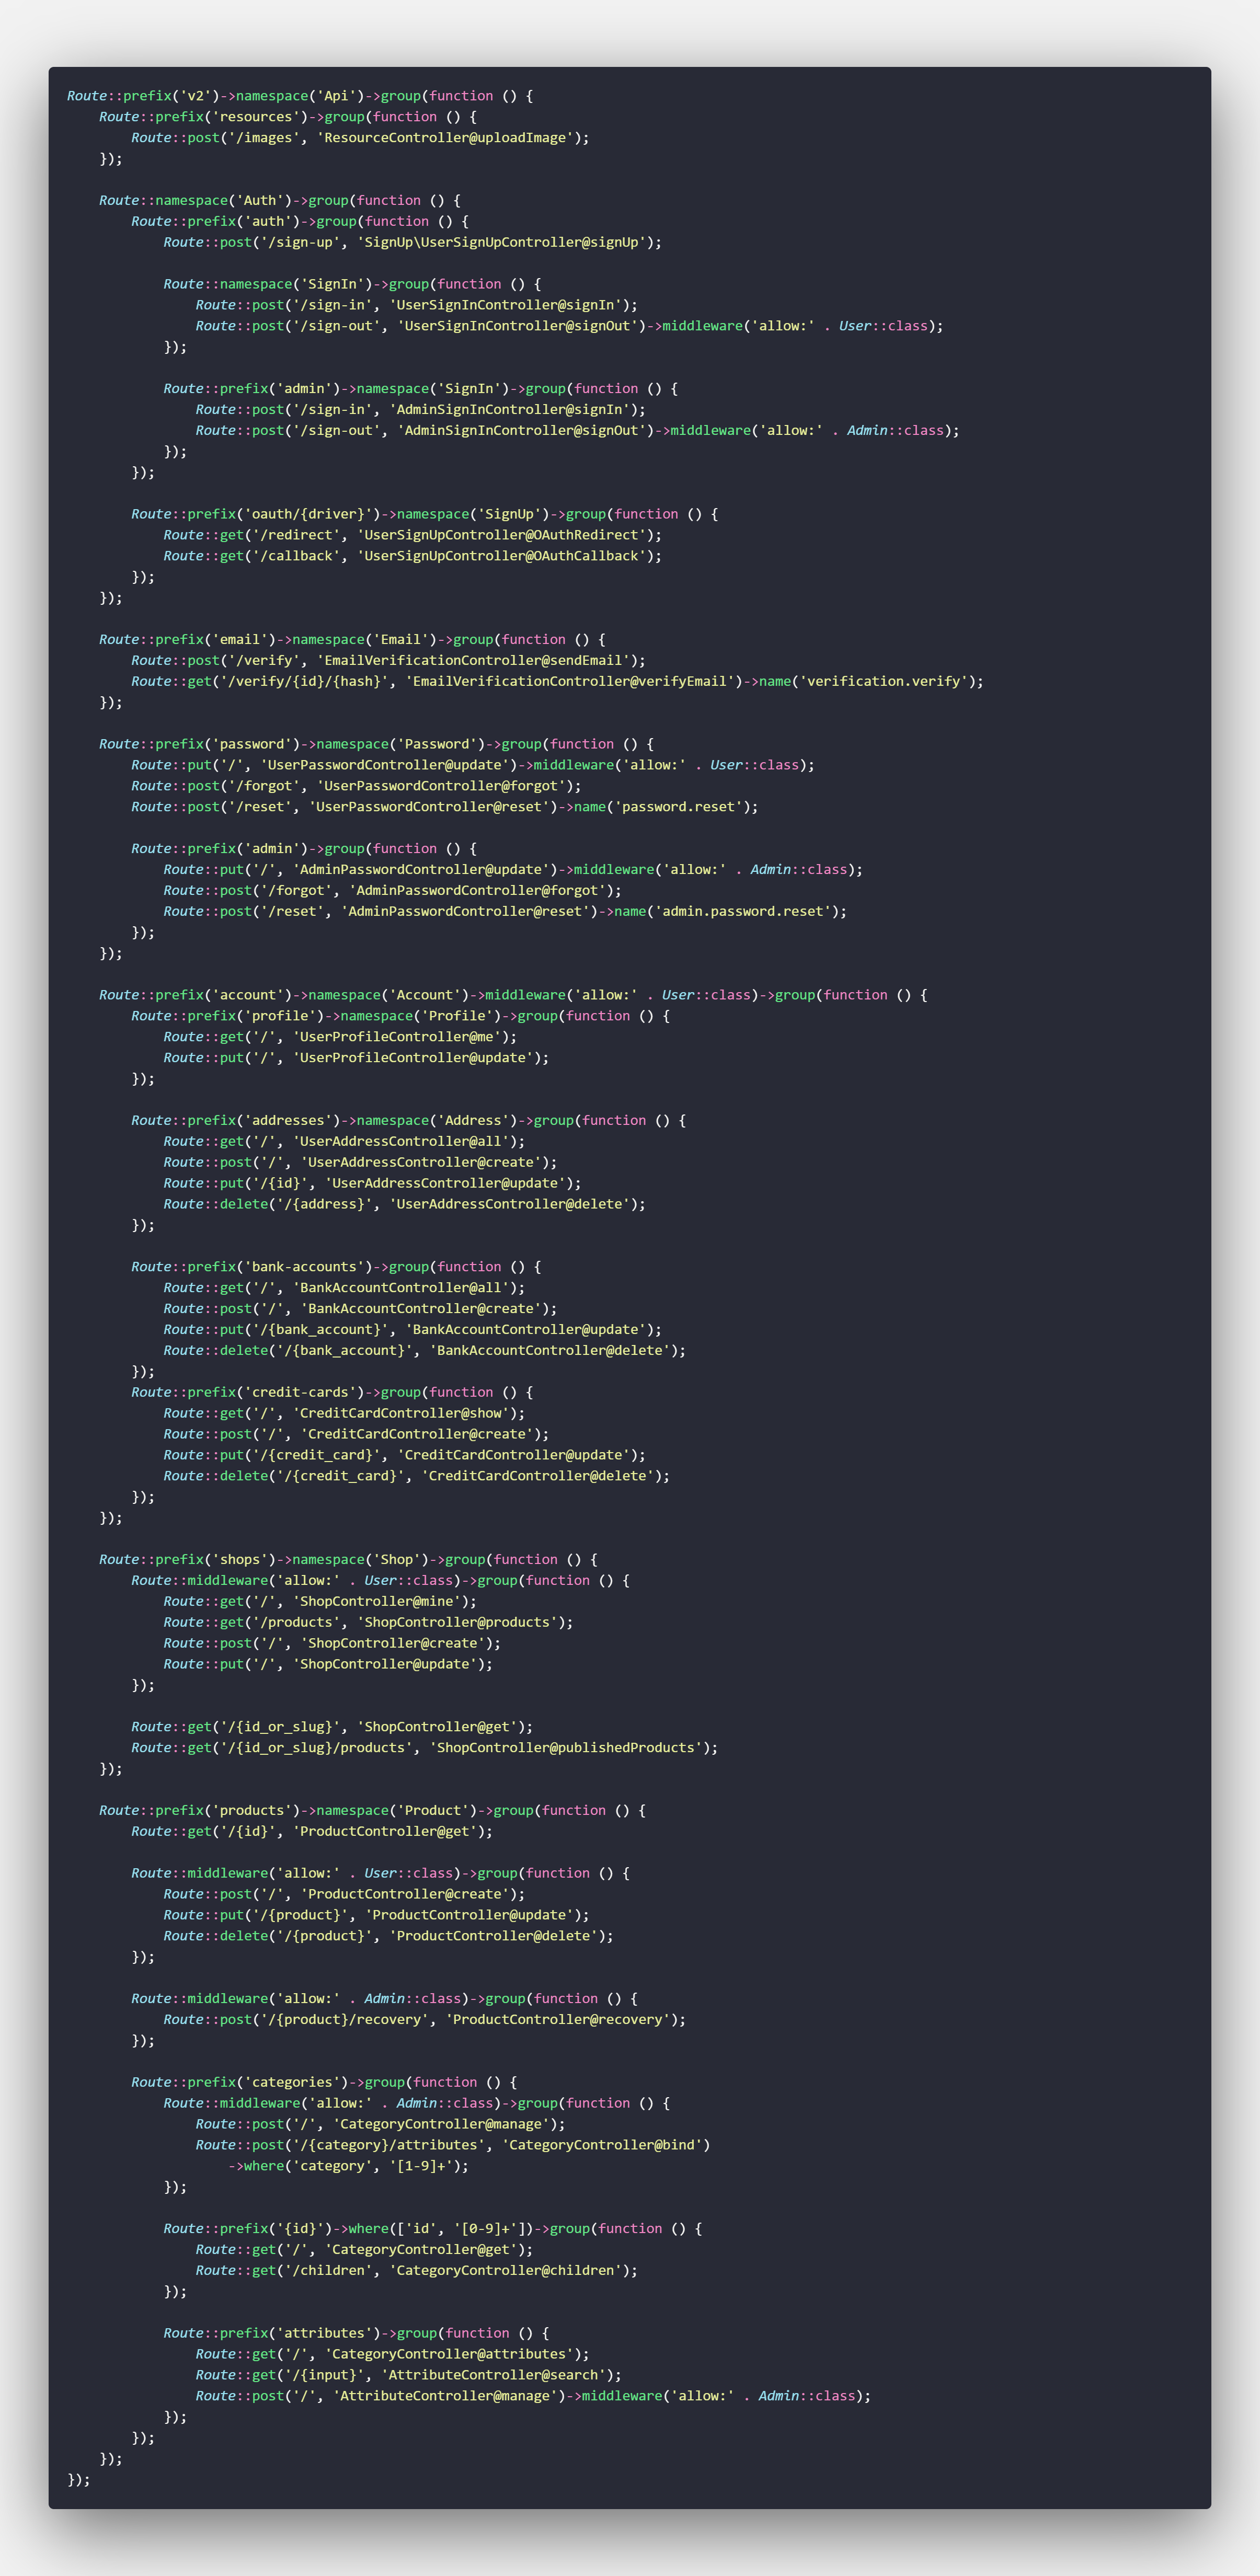 Route::prefix('v2')->namespace('Api')->group(function () {
    Route::prefix('resources')->group(function () {
        Route::post('/images', 'ResourceController@uploadImage');
    });

    Route::namespace('Auth')->group(function () {
        Route::prefix('auth')->group(function () {
            Route::post('/sign-up', 'SignUp\UserSignUpController@signUp');

            Route::namespace('SignIn')->group(function () {
                Route::post('/sign-in', 'UserSignInController@signIn');
                Route::post('/sign-out', 'UserSignInController@signOut')->middleware('allow:' . User::class);
            });

            Route::prefix('admin')->namespace('SignIn')->group(function () {
                Route::post('/sign-in', 'AdminSignInController@signIn');
                Route::post('/sign-out', 'AdminSignInController@signOut')->middleware('allow:' . Admin::class);
            });
        });

        Route::prefix('oauth/{driver}')->namespace('SignUp')->group(function () {
            Route::get('/redirect', 'UserSignUpController@OAuthRedirect');
            Route::get('/callback', 'UserSignUpController@OAuthCallback');
        });
    });

    Route::prefix('email')->namespace('Email')->group(function () {
        Route::post('/verify', 'EmailVerificationController@sendEmail');
        Route::get('/verify/{id}/{hash}', 'EmailVerificationController@verifyEmail')->name('verification.verify');
    });

    Route::prefix('password')->namespace('Password')->group(function () {
        Route::put('/', 'UserPasswordController@update')->middleware('allow:' . User::class);
        Route::post('/forgot', 'UserPasswordController@forgot');
        Route::post('/reset', 'UserPasswordController@reset')->name('password.reset');

        Route::prefix('admin')->group(function () {
            Route::put('/', 'AdminPasswordController@update')->middleware('allow:' . Admin::class);
            Route::post('/forgot', 'AdminPasswordController@forgot');
            Route::post('/reset', 'AdminPasswordController@reset')->name('admin.password.reset');
        });
    });

    Route::prefix('account')->namespace('Account')->middleware('allow:' . User::class)->group(function () {
        Route::prefix('profile')->namespace('Profile')->group(function () {
            Route::get('/', 'UserProfileController@me');
            Route::put('/', 'UserProfileController@update');
        });

        Route::prefix('addresses')->namespace('Address')->group(function () {
            Route::get('/', 'UserAddressController@all');
            Route::post('/', 'UserAddressController@create');
            Route::put('/{id}', 'UserAddressController@update');
            Route::delete('/{address}', 'UserAddressController@delete');
        });

        Route::prefix('bank-accounts')->group(function () {
            Route::get('/', 'BankAccountController@all');
            Route::post('/', 'BankAccountController@create');
            Route::put('/{bank_account}', 'BankAccountController@update');
            Route::delete('/{bank_account}', 'BankAccountController@delete');
        });
        Route::prefix('credit-cards')->group(function () {
            Route::get('/', 'CreditCardController@show');
            Route::post('/', 'CreditCardController@create');
            Route::put('/{credit_card}', 'CreditCardController@update');
            Route::delete('/{credit_card}', 'CreditCardController@delete');
        });
    });

    Route::prefix('shops')->namespace('Shop')->group(function () {
        Route::middleware('allow:' . User::class)->group(function () {
            Route::get('/', 'ShopController@mine');
            Route::get('/products', 'ShopController@products');
            Route::post('/', 'ShopController@create');
            Route::put('/', 'ShopController@update');
        });

        Route::get('/{id_or_slug}', 'ShopController@get');
        Route::get('/{id_or_slug}/products', 'ShopController@publishedProducts');
    });

    Route::prefix('products')->namespace('Product')->group(function () {
        Route::get('/{id}', 'ProductController@get');

        Route::middleware('allow:' . User::class)->group(function () {
            Route::post('/', 'ProductController@create');
            Route::put('/{product}', 'ProductController@update');
            Route::delete('/{product}', 'ProductController@delete');
        });

        Route::middleware('allow:' . Admin::class)->group(function () {
            Route::post('/{product}/recovery', 'ProductController@recovery');
        });

        Route::prefix('categories')->group(function () {
            Route::middleware('allow:' . Admin::class)->group(function () {
                Route::post('/', 'CategoryController@manage');
                Route::post('/{category}/attributes', 'CategoryController@bind')
                    ->where('category', '[1-9]+');
            });

            Route::prefix('{id}')->where(['id', '[0-9]+'])->group(function () {
                Route::get('/', 'CategoryController@get');
                Route::get('/children', 'CategoryController@children');
            });

            Route::prefix('attributes')->group(function () {
                Route::get('/', 'CategoryController@attributes');
                Route::get('/{input}', 'AttributeController@search');
                Route::post('/', 'AttributeController@manage')->middleware('allow:' . Admin::class);
            });
        });
    });
});